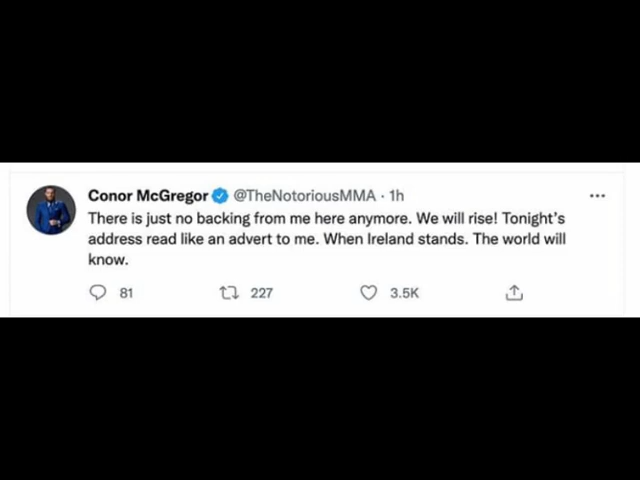 Conor McGregor @TheNotoriousMMA · 1h
There is just no backing from me here anymore. We will rise! Tonight's
address read like an advert to me. When Ireland stands. The world will
know.
81 227 3.5K